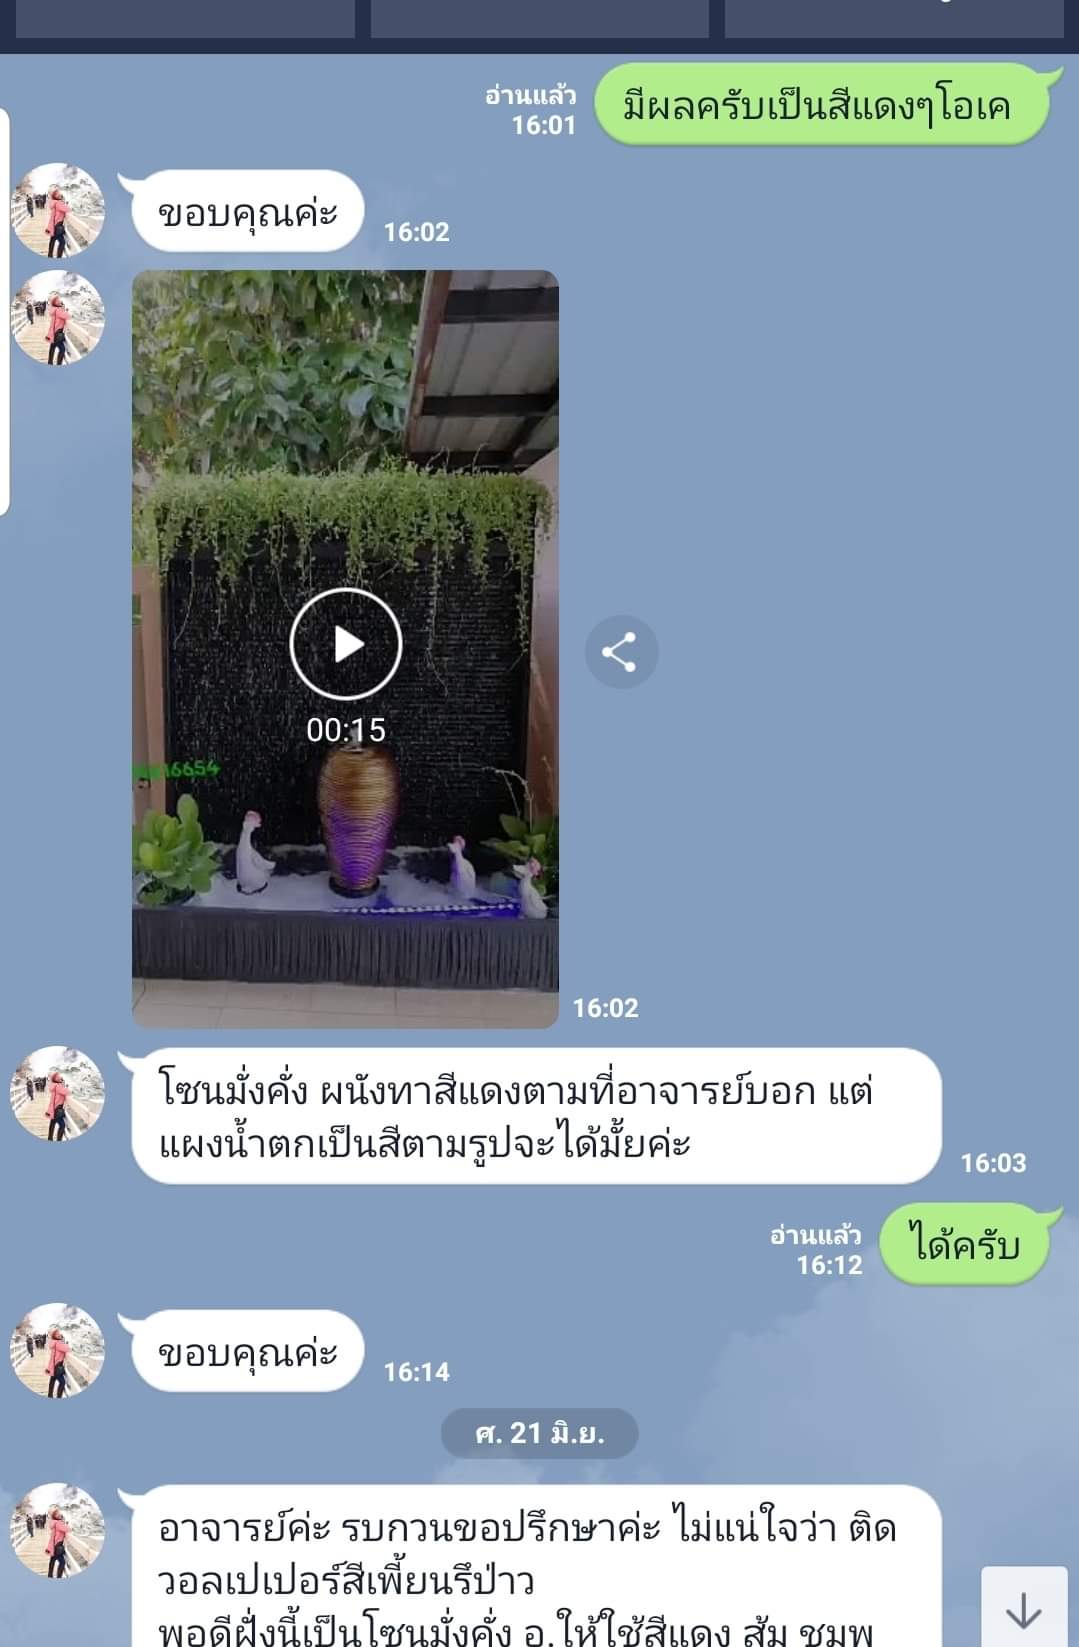 อ่านแล้ว
16:01
มีผลครับเป็นสีแดงๆโอเค
ขอบคุณค่ะ
16:02
00:15
16:02
โซนมั่งคั่ง ผนังทาสีแดงตามที่อาจารย์บอก แต่
แผงน้ำตกเป็นสีตามรูปจะได้มั้ยค่ะ
16:03
อ่านแล้ว
16:12
ได้ครับ
ขอบคุณค่ะ
16:14
ศ. 21 มิ.ย.
อาจารย์ค่ะ รบกวนขอปรึกษาค่ะ ไม่แน่ใจว่า ติด
วอลเปเปอร์สีเพี้ยนรึป่าว
พอดีฝั่งนี้เป็นโซนมั่งคั่ง อ.ให้ใช้สีแดง ส้ม ชมพู